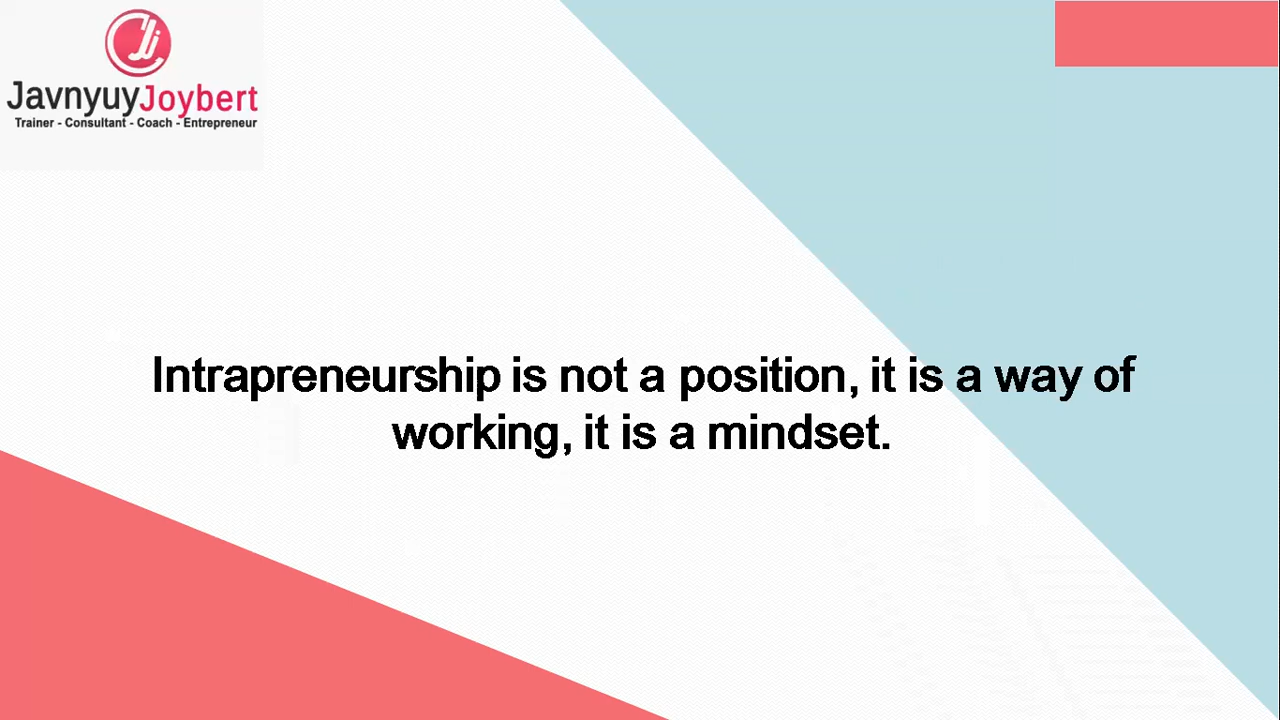 JavnyuyJoybert
Trainer - Consultant - Coach - Entrepreneur
Intrapreneurship is not a position, it is a way of
working, it is a mindset.